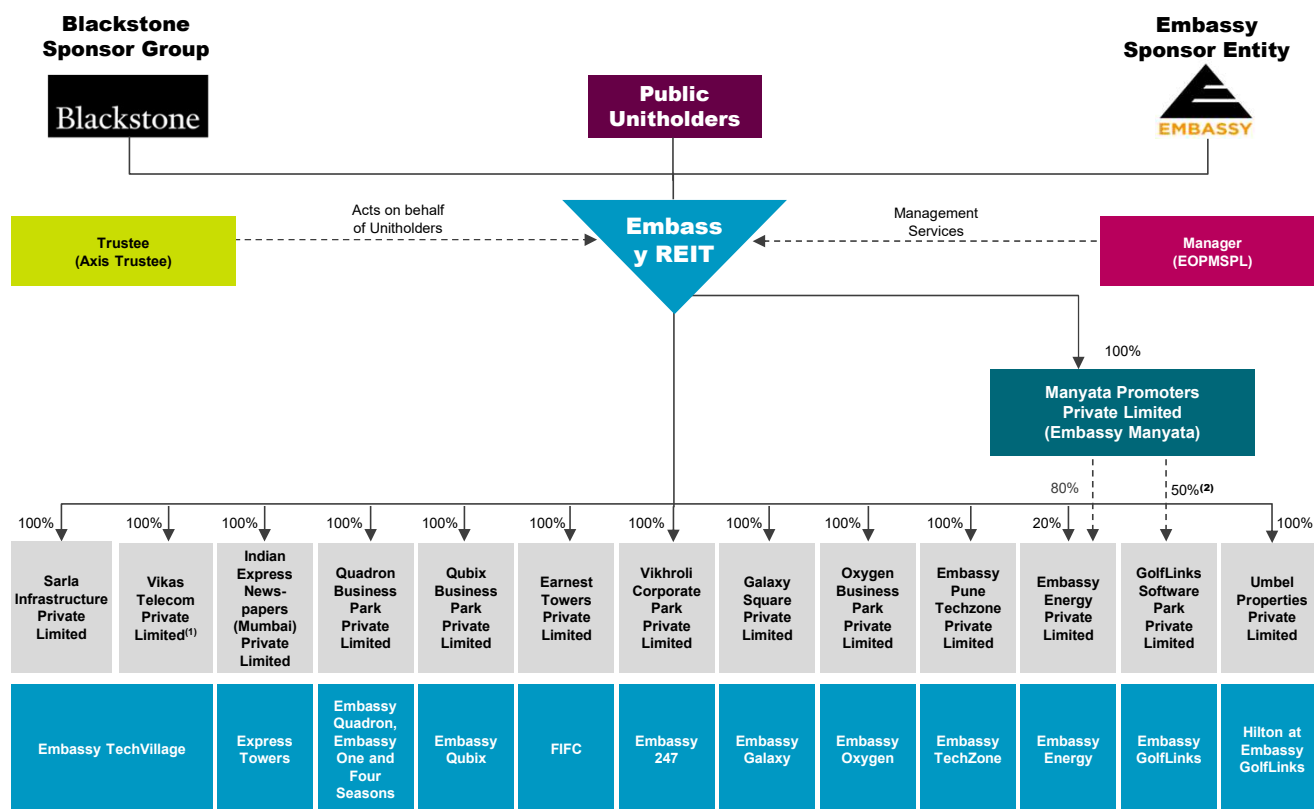 Blackstone
Sponsor Group
Blackstone
Public
Unitholders
Embassy
Sponsor Entity
EMBASSY
Acts on behalf
of Unitholders
Embass
y REIT
Management
Services
Trustee
(Axis Trustee)
Manager
(EOPMSPL)
100%
Manyata Promoters
Private Limited
(Embassy Manyata)
80%
50%(2)
100%
100%
100%
100%
100%
100%
100%
100%
100%
100%
20%
100%
Sarla
Infrastructure
Private
Limited
Vikas
Telecom
Private
Limited(1)
Indian
Express
News-
papers
(Mumbai)
Private
Limited
Quadron
Business
Park
Private
Limited
Qubix
Business
Park
Private
Limited
Earnest
Towers
Private
Limited
Vikhroli
Corporate
Park
Private
Limited
Galaxy
Square
Private
Limited
Oxygen
Business
Park
Private
Limited
Embassy
Pune
Techzone
Private
Limited
Embassy
Energy
Private
Limited
GolfLinks
Software
Park
Private
Limited
Umbel
Properties
Private
Limited
Embassy TechVillage
Express
Towers
Embassy
Quadron,
Embassy
One and
Four
Seasons
Embassy
Qubix
FIFC
Embassy
247
Embassy
Galaxy
Embassy
Oxygen
Embassy
TechZone
Embassy
Energy
Embassy
GolfLinks
Hilton at
Embassy
GolfLinks